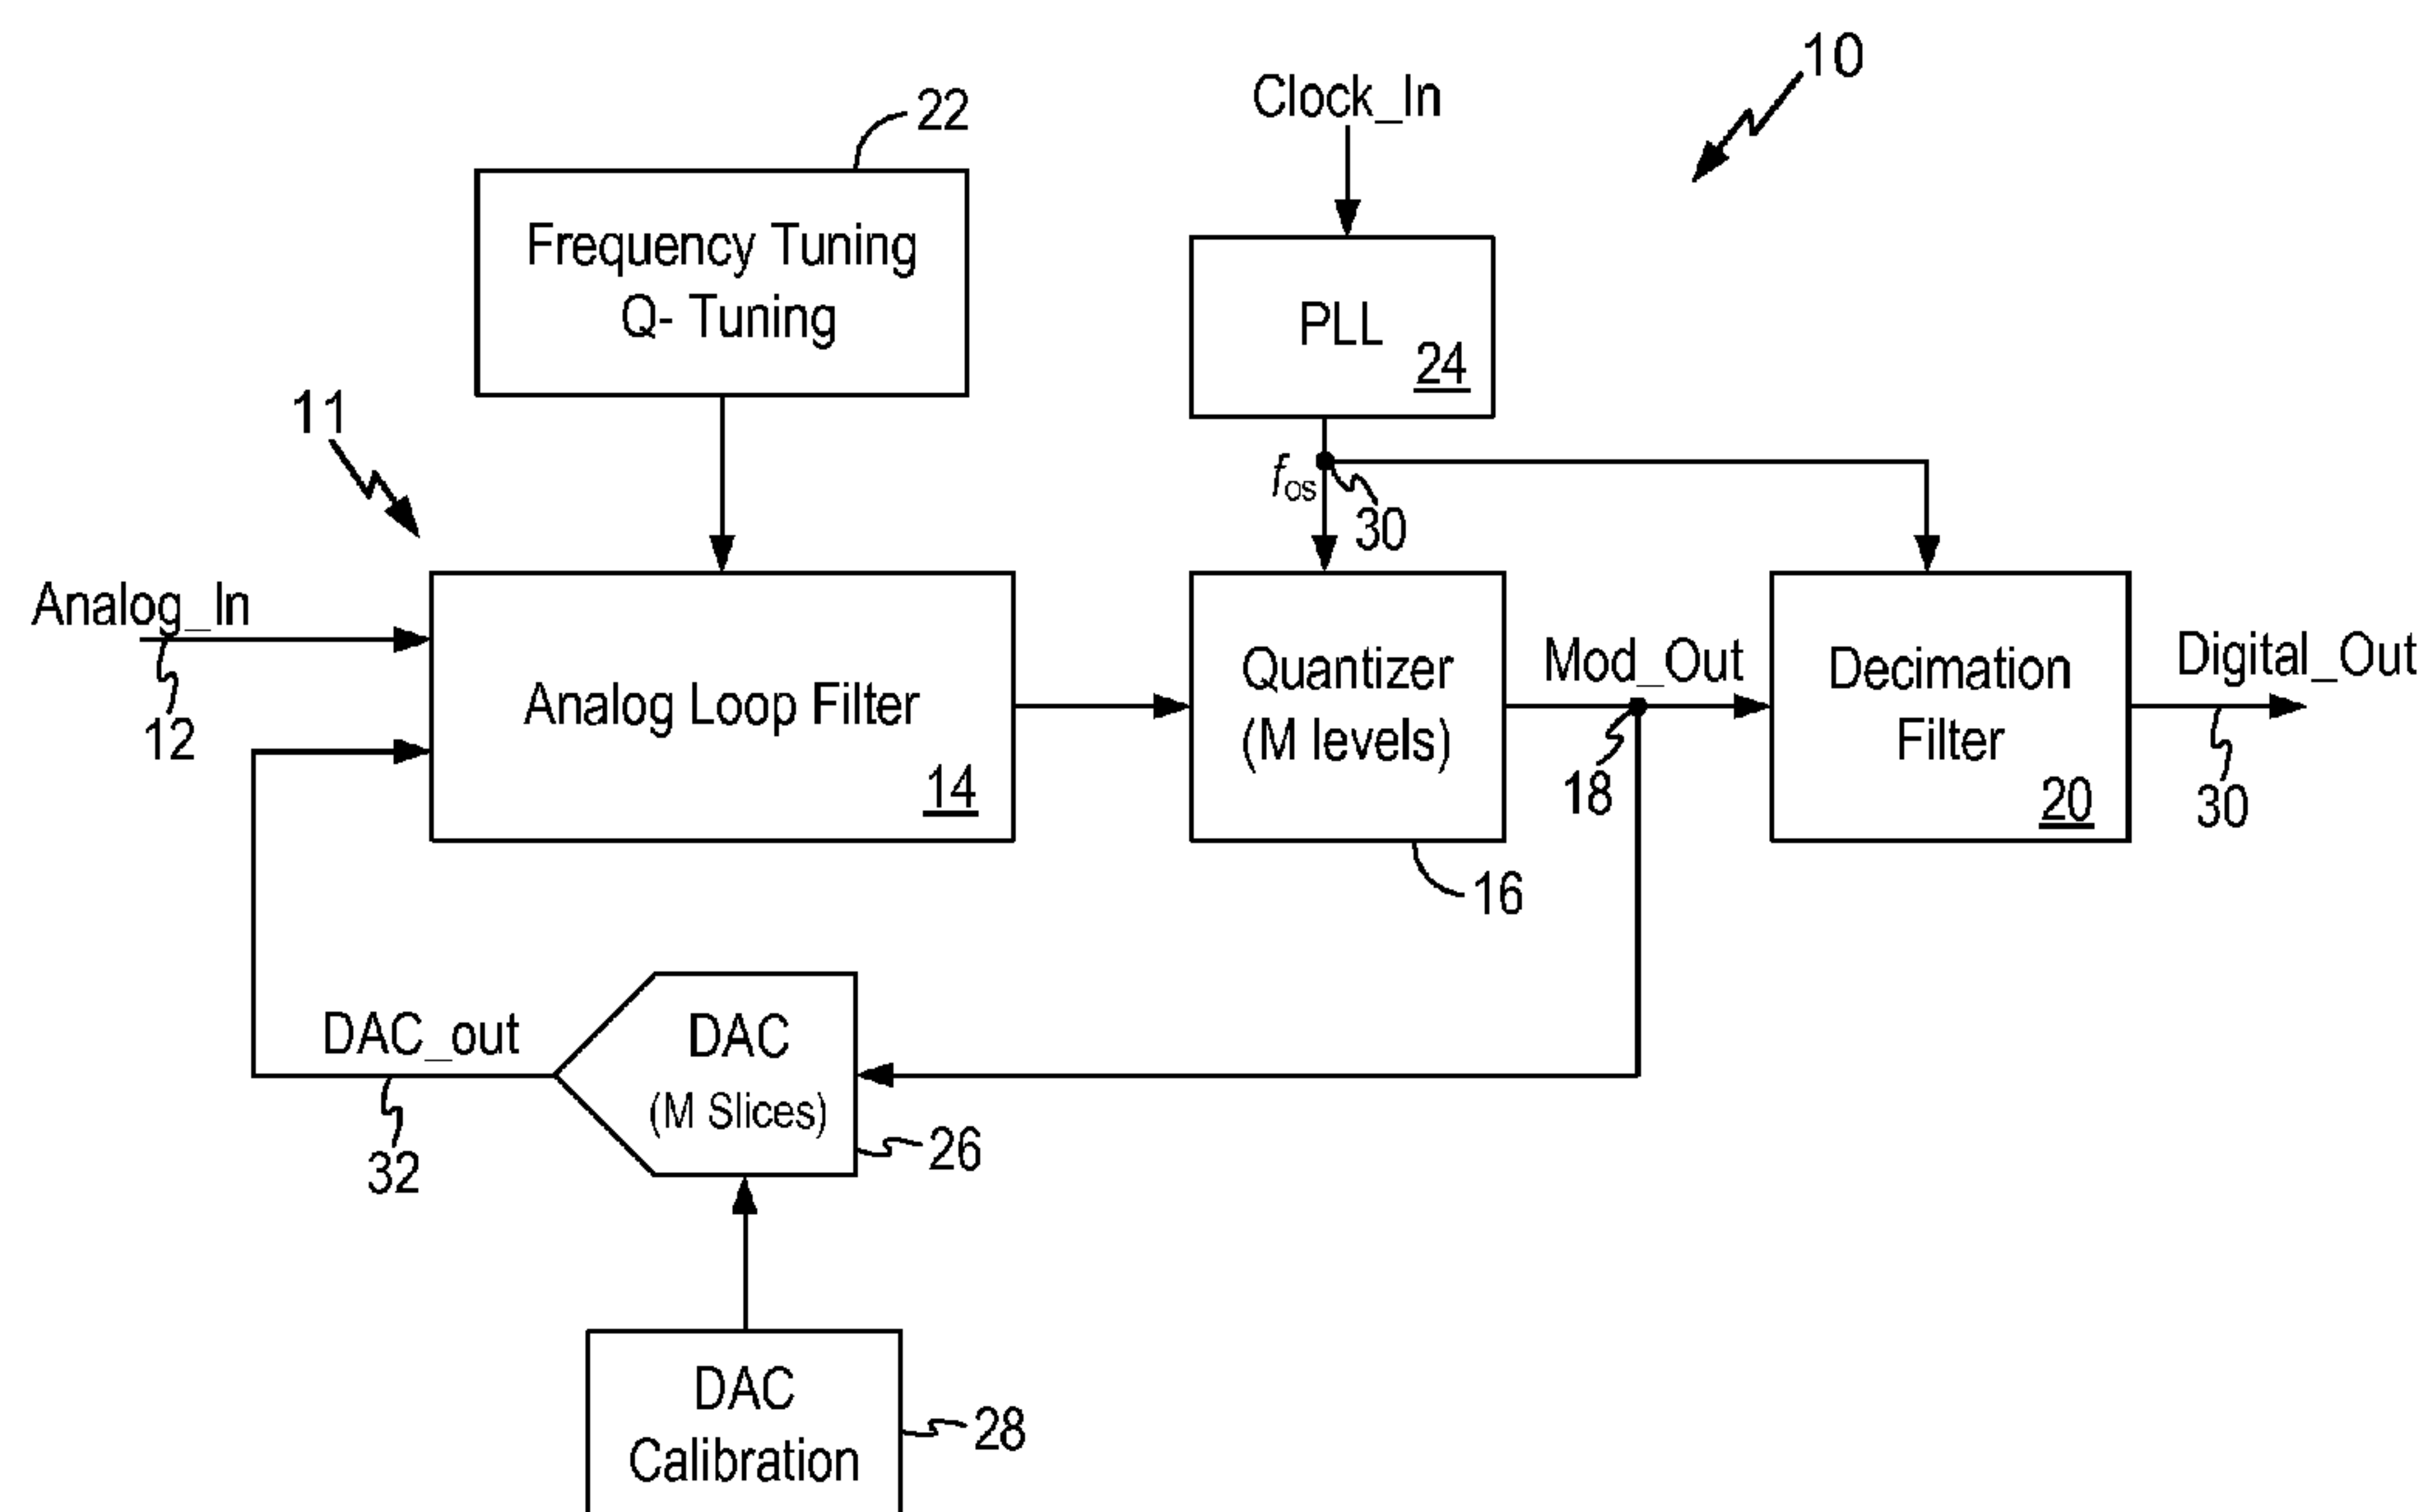 10
Clock_In
22
Frequency Tuning
Q- Tuning
PLL
24
11
fos
30
Analog_In
12
Analog Loop Filter
14
Quantizer
(M levels)
16
Mod_Out
18
Decimation
Filter
20
Digital_Out
30
DAC_out
32
DAC
(M Slices)
26
DAC
Calibration
28